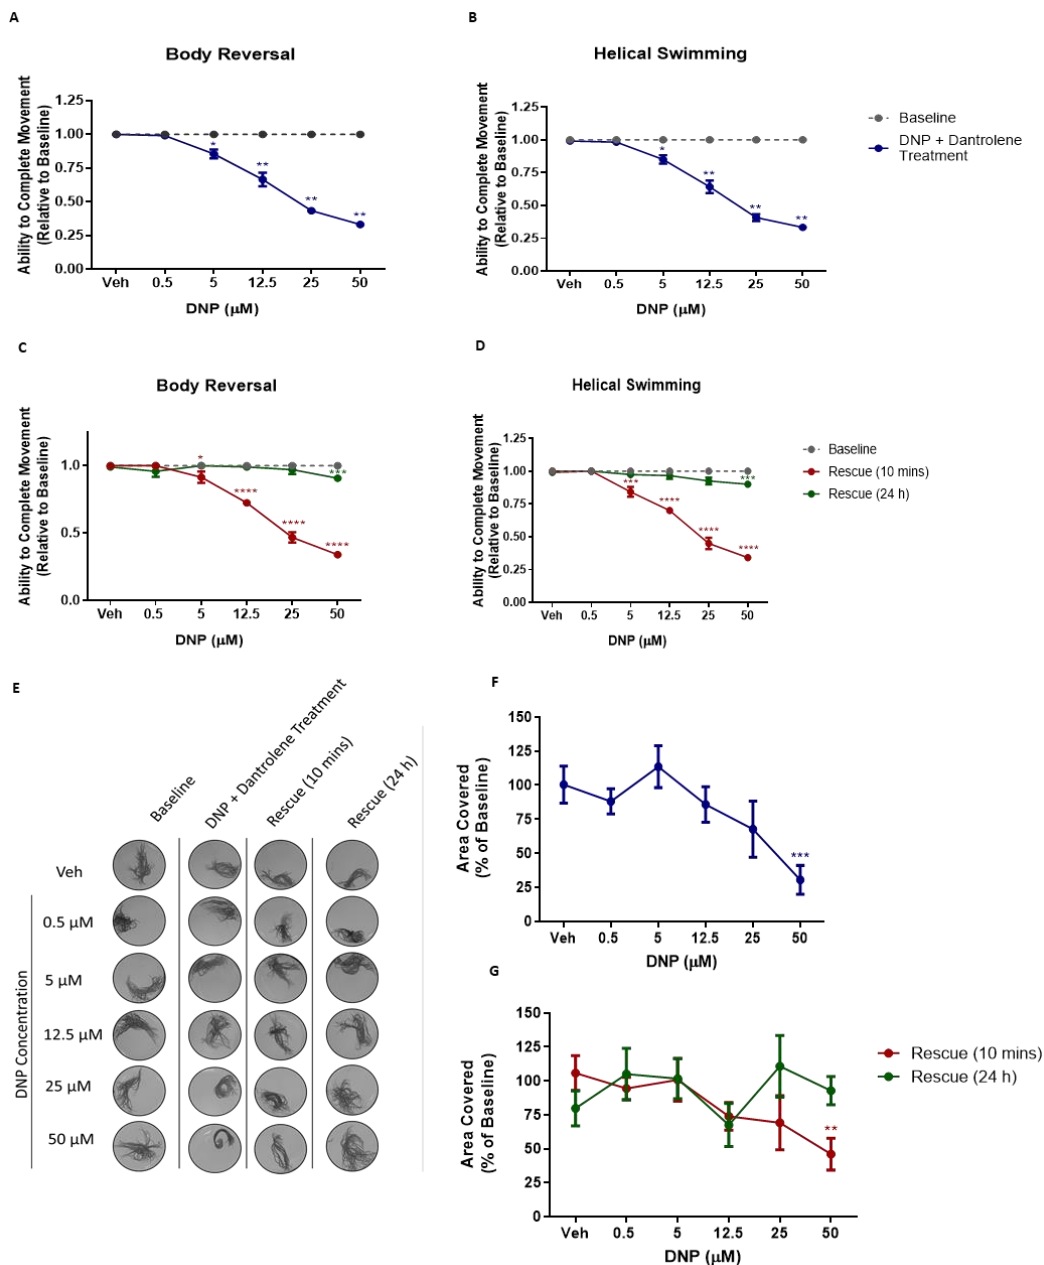 A
Body Reversal
Ability to Complete Movement
(Relative to Baseline)
1.25
1.00
0.75
0.50
0.25
0.00
*
**
**
**
Veh 0.5 5 12.5 25 50
DNP (µM)
B
Helical Swimming
Ability to Complete Movement
(Relative to Baseline)
1.25
1.00
0.75
0.50
0.25
0.00
*
**
**
**
Veh 0.5 5 12.5 25 50
DNP (µM)
Baseline
DNP + Dantrolene
Treatment
C
Body Reversal
Ability to Complete Movement
(Relative to Baseline)
1.0
0.5
0.0
*
****
****
***
****
Veh 0.5 5 12.5 25 50
DNP (µM)
D
Helical Swimming
Ability to Complete Movement
(Relative to Baseline)
1.25
1.00
0.75
0.50
0.25
0.00
***
****
****
***
****
Veh 0.5 5 12.5 25 50
DNP (µM)
Baseline
Rescue (10 mins)
Rescue (24 h)
E
Baseline
DNP + Dantrolene Treatment
Rescue (10 mins)
Rescue (24 h)
DNP Concentration
Veh
0.5 µM
5 µM
12.5 µM
25 µM
50 µM
F
Area Covered
(% of Baseline)
150
125
100
75
50
25
0
***
Veh 0.5 5 12.5 25 50
DNP (µM)
G
Area Covered
(% of Baseline)
150
125
100
75
50
25
0
**
Veh 0.5 5 12.5 25 50
DNP (µM)
Rescue (10 mins)
Rescue (24 h)